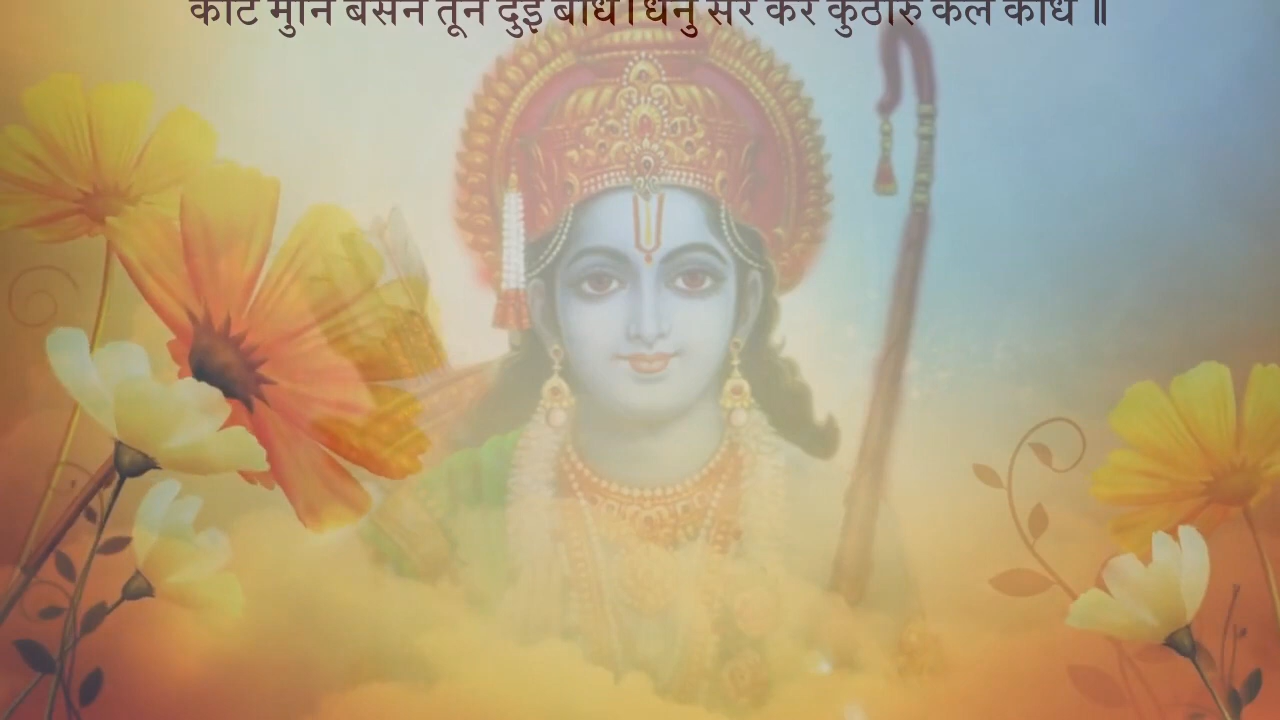 कटि मुनि बसन तून दुइ बाँधें। धनु सर कर कुठारु कल काँधें॥